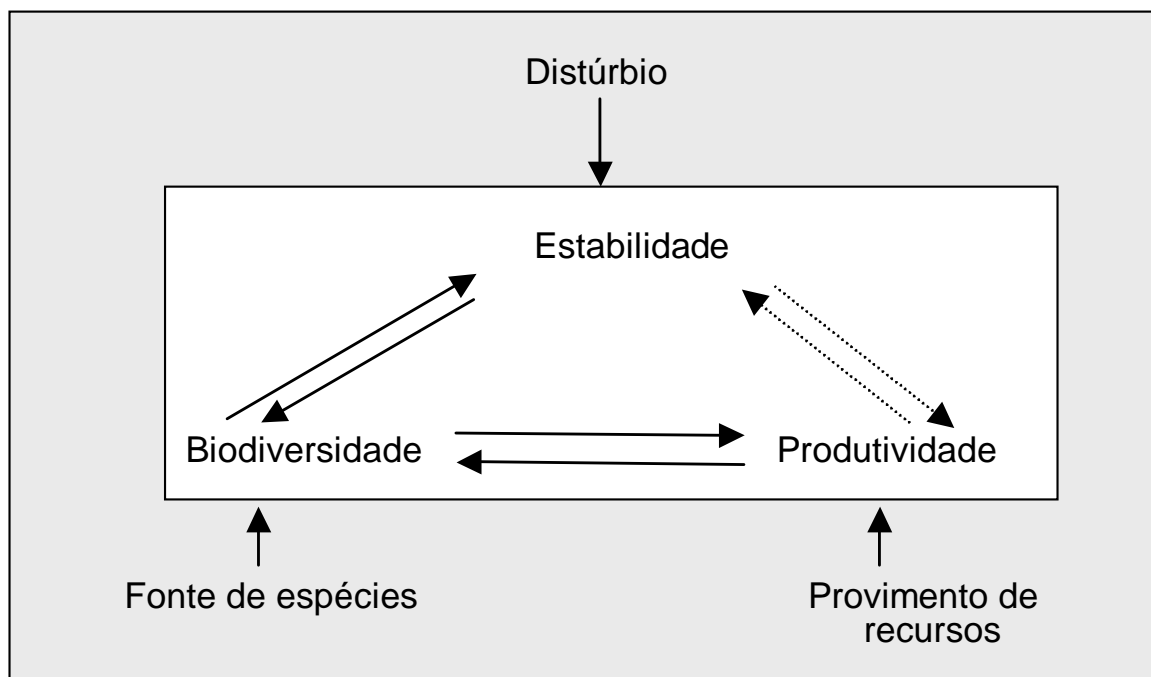 Distúrbio
Estabilidade
Biodiversidade
Produtividade
Fonte de espécies
Provimento de
recursos